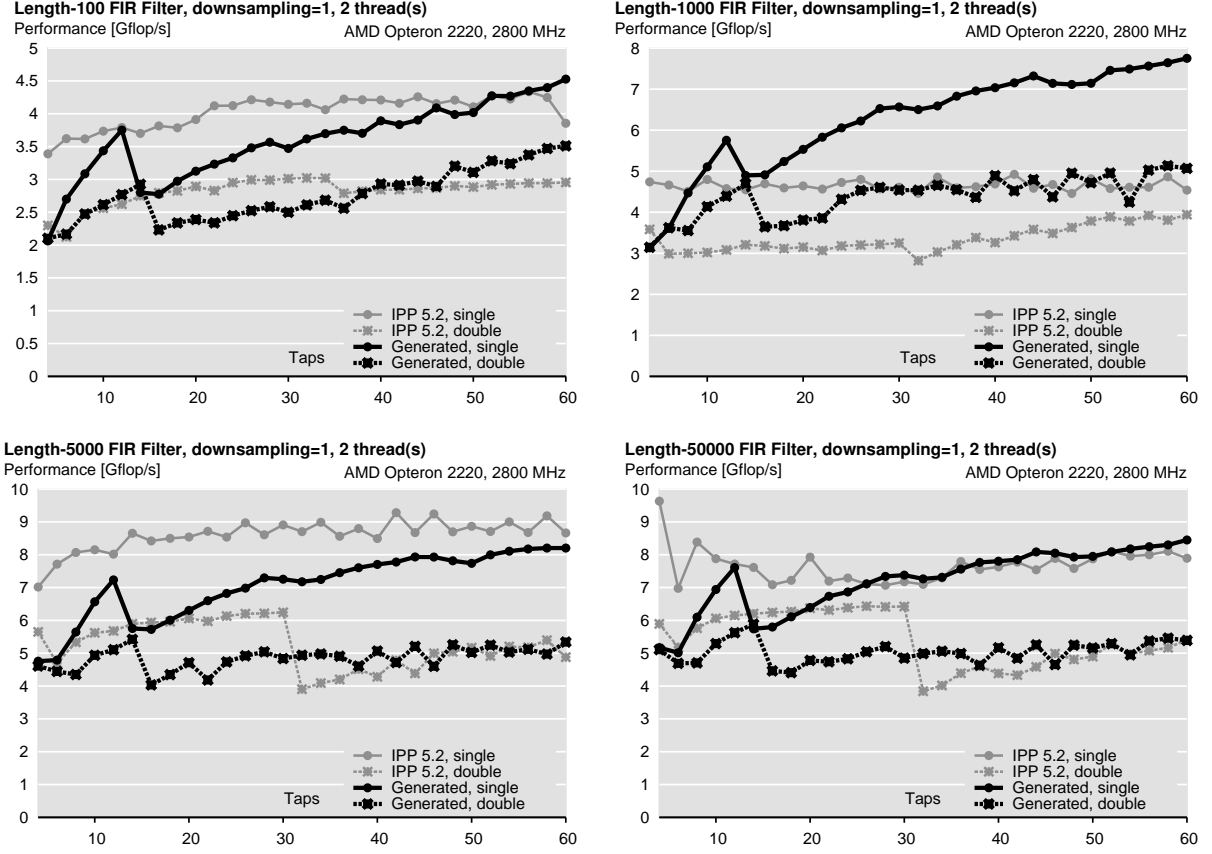 Length-100 FIR Filter, downsampling=1, 2 thread(s)
Performance [Gflop/s]
AMD Opteron 2220, 2800 MHz
5
4.5
4
3.5
3
2.5
2
1.5
1
0.5
0
IPP 5.2, single
IPP 5.2, double
Generated, single
Generated, double
Taps
10 20 30 40 50 60
Length-1000 FIR Filter, downsampling=1, 2 thread(s)
Performance [Gflop/s]
AMD Opteron 2220, 2800 MHz
8
7
6
5
4
3
2
1
0
IPP 5.2, single
IPP 5.2, double
Generated, single
Generated, double
Taps
10 20 30 40 50 60
Length-5000 FIR Filter, downsampling=1, 2 thread(s)
Performance [Gflop/s]
AMD Opteron 2220, 2800 MHz
10
9
8
7
6
5
4
3
2
1
0
IPP 5.2, single
IPP 5.2, double
Generated, single
Generated, double
Taps
10 20 30 40 50 60
Length-50000 FIR Filter, downsampling=1, 2 thread(s)
Performance [Gflop/s]
AMD Opteron 2220, 2800 MHz
10
9
8
7
6
5
4
3
2
1
0
IPP 5.2, single
IPP 5.2, double
Generated, single
Generated, double
Taps
10 20 30 40 50 60